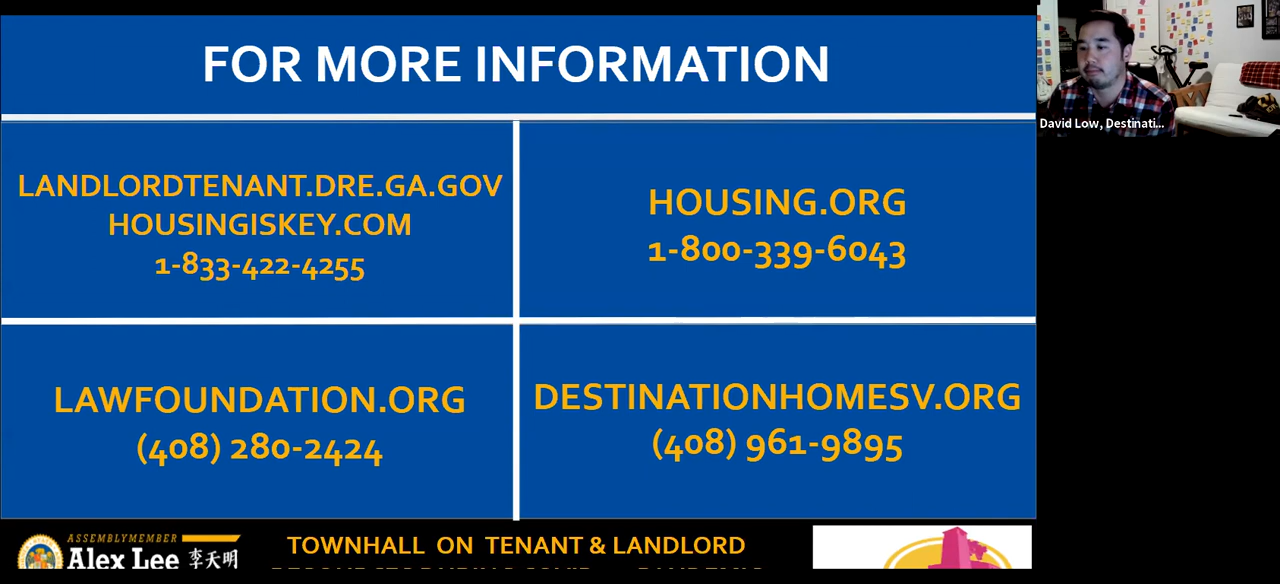 FOR MORE INFORMATION
LANDLORDTENANT.DRE.GA.GOV
HOUSINGISKEY.COM
1-833-422-4255
HOUSING.ORG
1-800-339-6043
LAWFOUNDATION.ORG
(408) 280-2424
DESTINATIONHOMESV.ORG
(408) 961-9895
ASSEMBLYMEMBER
Alex Lee 李天明
TOWNHALL ON TENANT & LANDLORD
David Low, Destinati...